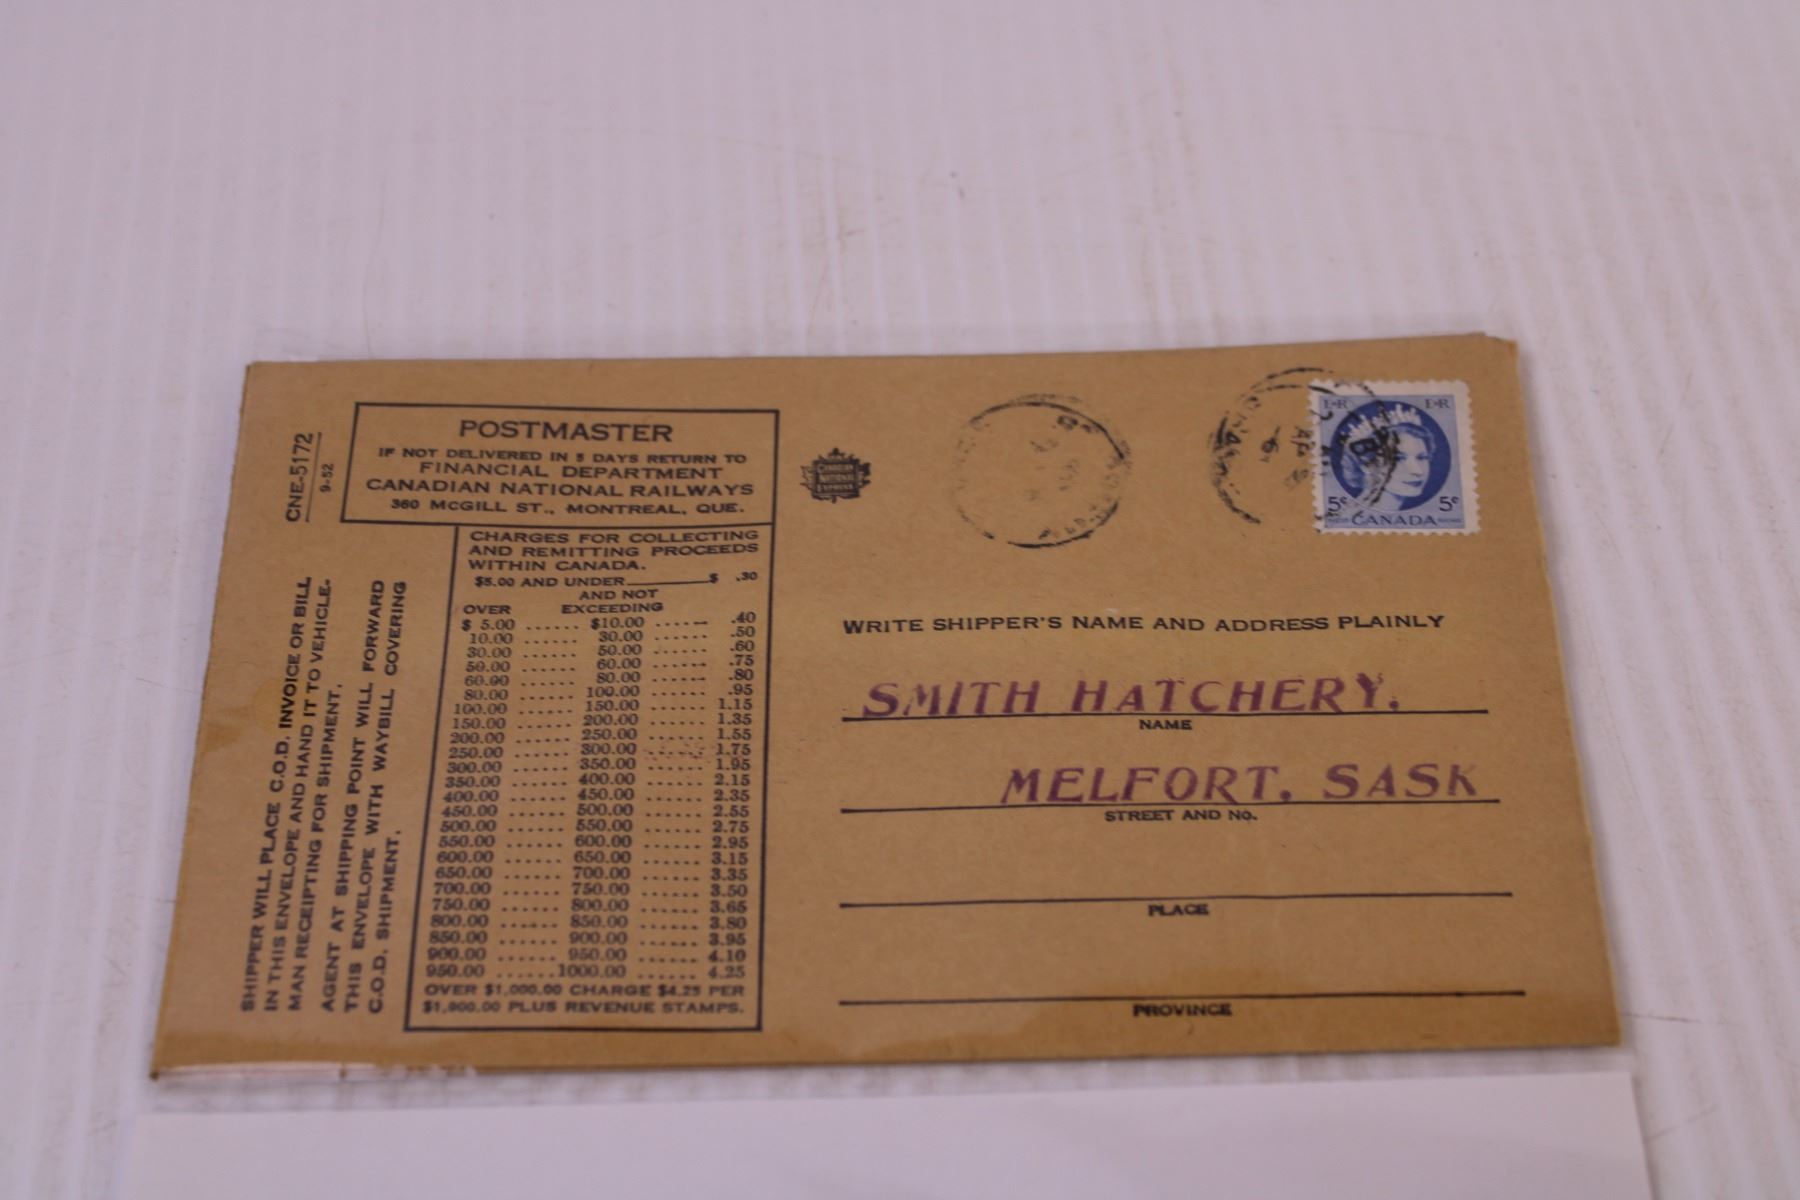 CNE-5172
9-52
POSTMASTER
IF NOT DELIVERED IN 5 DAYS RETURN TO
FINANCIAL DEPARTMENT
CANADIAN NATIONAL RAILWAYS
360 McGILL ST., MONTREAL, QUE.
CHARGES FOR COLLECTING
AND REMITTING PROCEEDS
WITHIN CANADA.
$5.00 AND UNDER $ .30
AND NOT
OVER EXCEEDING
$ 5.00 ...... $10.00 ...... .40
10.00 ...... 30.00 ...... .50
30.00 ...... 50.00 ...... .60
50.00 ...... 60.00 ...... .75
60.00 ...... 80.00 ...... .80
80.00 ...... 100.00 ...... .95
100.00 ...... 150.00 ...... 1.15
150.00 ...... 200.00 ...... 1.35
200.00 ...... 250.00 ...... 1.55
250.00 ...... 300.00 ...... 1.75
300.00 ...... 350.00 ...... 1.95
350.00 ...... 400.00 ...... 2.15
400.00 ...... 450.00 ...... 2.35
450.00 ...... 500.00 ...... 2.55
500.00 ...... 550.00 ...... 2.75
550.00 ...... 600.00 ...... 2.95
600.00 ...... 650.00 ...... 3.15
650.00 ...... 700.00 ...... 3.35
700.00 ...... 750.00 ...... 3.50
750.00 ...... 800.00 ...... 3.65
800.00 ...... 850.00 ...... 3.80
850.00 ...... 900.00 ...... 3.95
900.00 ...... 950.00 ...... 4.10
950.00 ...... 1000.00 ...... 4.25
OVER $1,000.00 CHARGE $4.25 PER
$1,000.00 PLUS REVENUE STAMPS.
SHIPPER WILL PLACE C.O.D. INVOICE OR BILL
IN THIS ENVELOPE AND HAND IT TO VEHICLE-
MAN RECEIPTING FOR SHIPMENT.
AGENT AT SHIPPING POINT WILL FORWARD
THIS ENVELOPE WITH WAYBILL COVERING
C.O.D. SHIPMENT.
CANADIAN
NATIONAL
EXPRESS
E R E R
5c 5c
CANADA
WRITE SHIPPER'S NAME AND ADDRESS PLAINLY
SMITH HATCHERY.
NAME
MELFORT, SASK
STREET AND No.
PLACE
PROVINCE